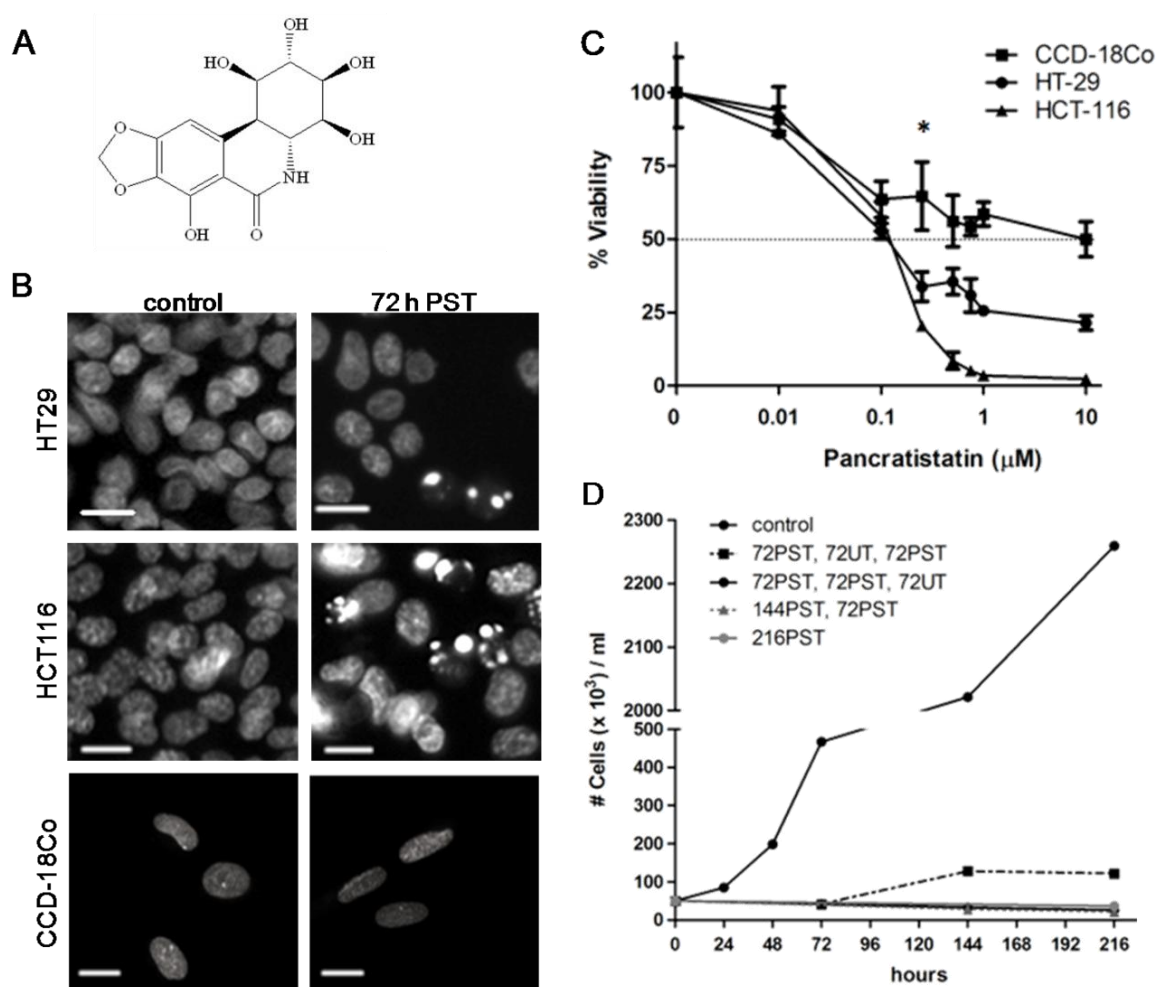 A
OH
HO
OH
HO
OH
O
O
NH
OH
O
B
control
72 h PST
HT29
HCT116
CCD-18Co
C
CCD-18Co
HT-29
HCT-116
*
100
75
50
25
0
% Viability
0
0.01
0.1
1
10
Pancratistatin (μM)
D
control
72PST, 72UT, 72PST
72PST, 72PST, 72UT
144PST, 72PST
216PST
2300
2200
2100
2000
500
400
300
200
100
0
# Cells (x 10³) / ml
0 24 48 72 96 120 144 168 192 216
hours